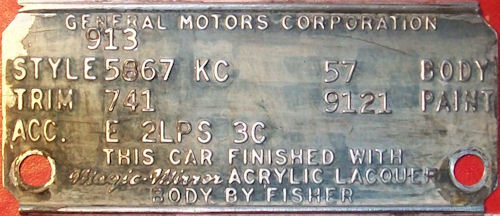 GENERAL MOTORS CORPORATION
913
STYLE 5867 KC 57 BODY
TRIM 741 9121 PAINT
ACC. E 2LPS 3C
THIS CAR FINISHED WITH
Magic-Mirror ACRYLIC LACQUER
BODY BY FISHER